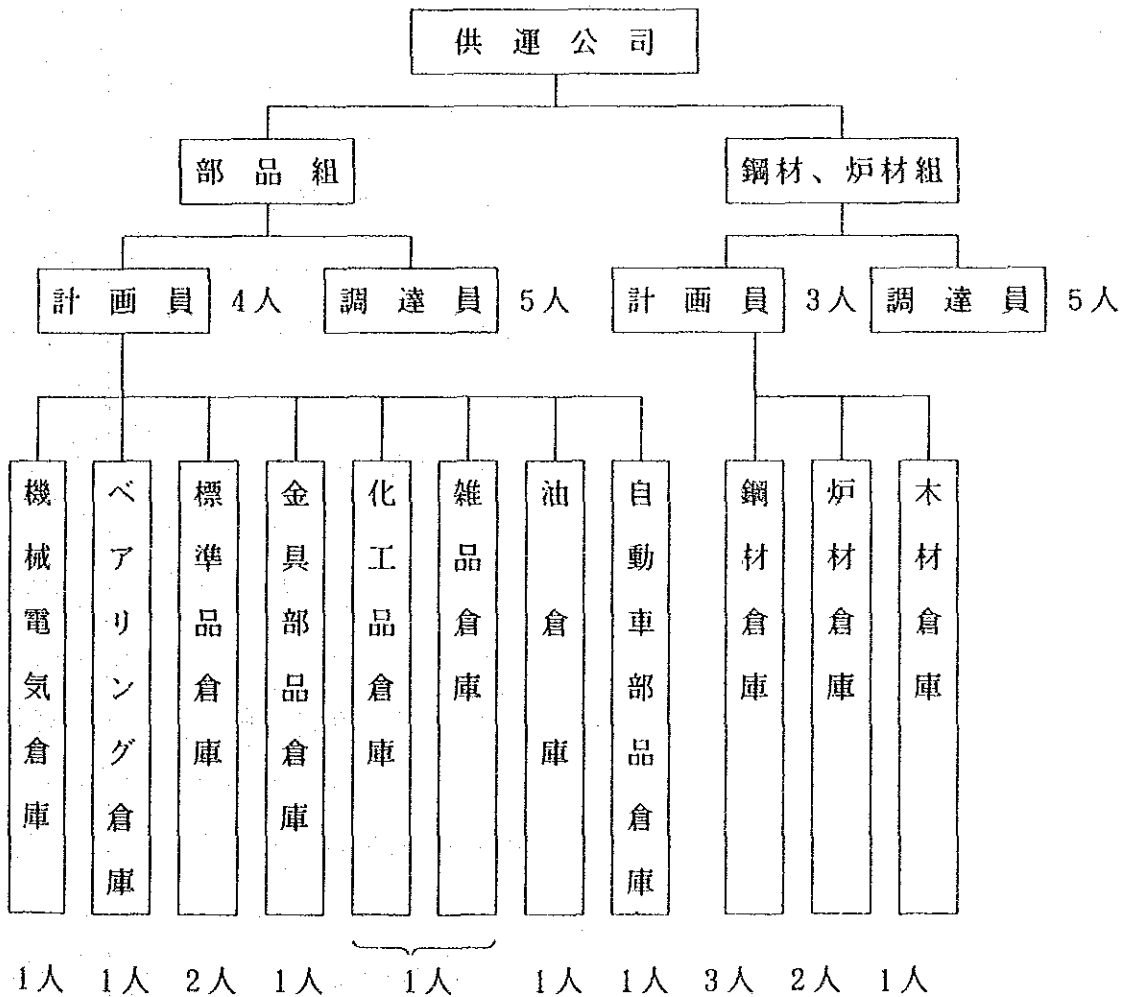 供運公司
部品組
鋼材、炉材組
計画員 4人 調達員 5人 計画員 3人 調達員 5人
機械電気倉庫
ベアリング倉庫
標準品倉庫
金具部品倉庫
化工品倉庫
雑品倉庫
油倉庫
自動車部品倉庫
鋼材倉庫
炉材倉庫
木材倉庫
1人 1人 2人 1人 1人 1人 1人 3人 2人 1人